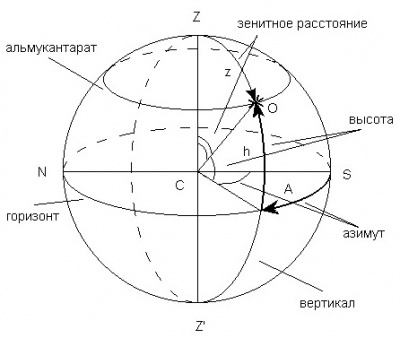 Z
зенитное расстояние
альмукантарат
z
O
высота
h
N
C
A
S
горизонт
азимут
вертикал
Z'